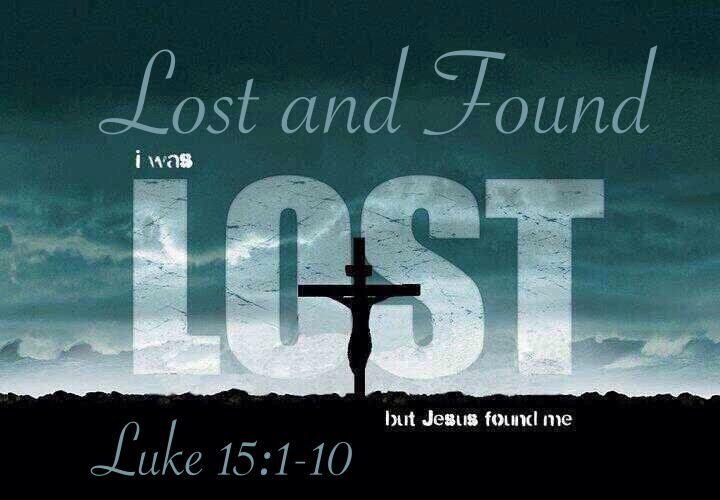 Lost and Found
i was
LOST
but Jesus found me
Luke 15:1-10